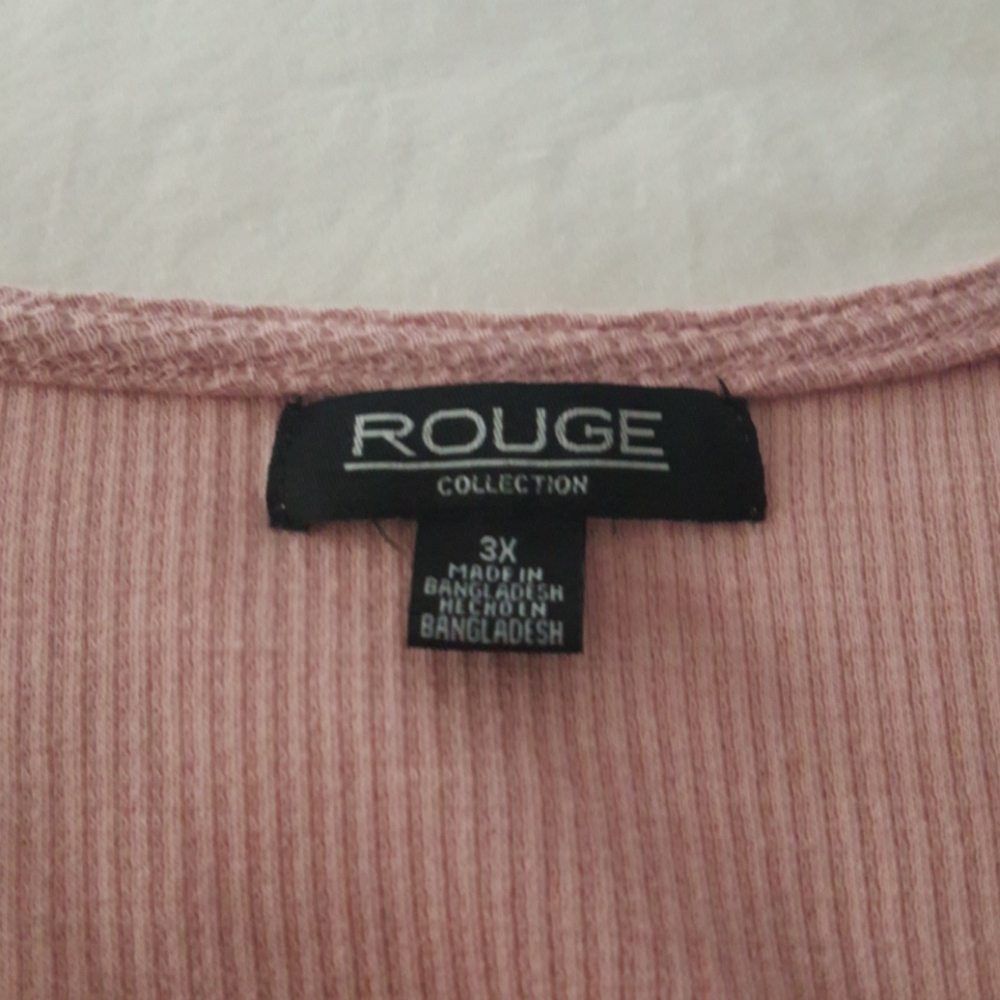 ROUGE
COLLECTION
3X
MADE IN
BANGLADESH
HECHO EN
BANGLADESH